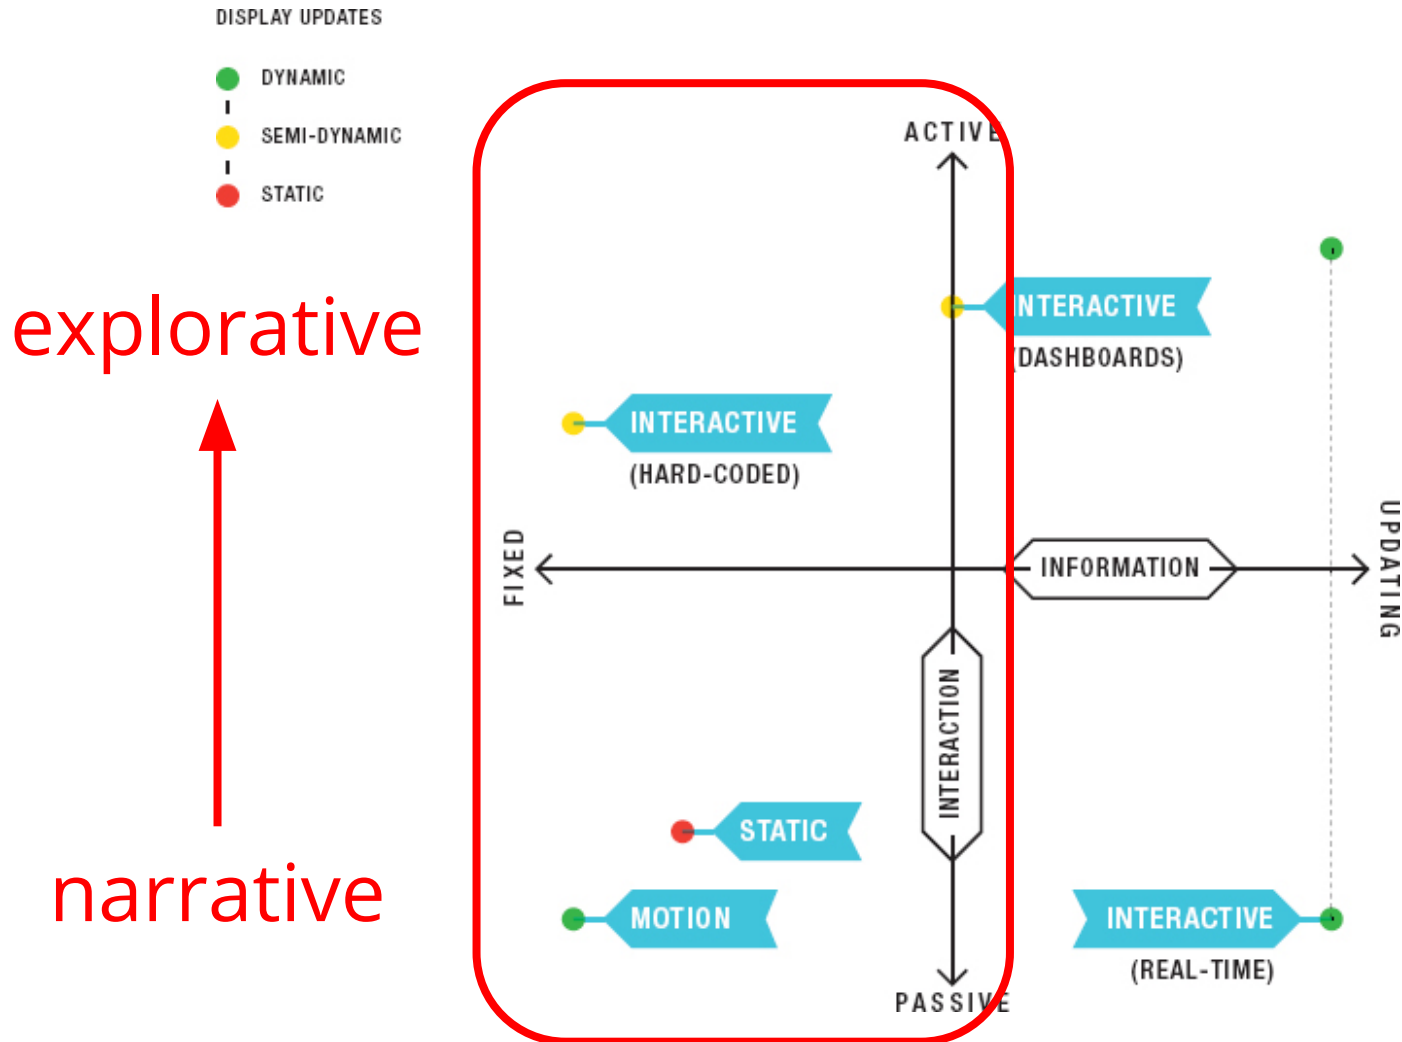 DISPLAY UPDATES
DYNAMIC
SEMI-DYNAMIC
STATIC
ACTIVE
explorative
INTERACTIVE
(DASHBOARDS)
INTERACTIVE
(HARD-CODED)
FIXED
INFORMATION
UPDATING
INTERACTION
STATIC
narrative
MOTION
INTERACTIVE
(REAL-TIME)
PASSIVE